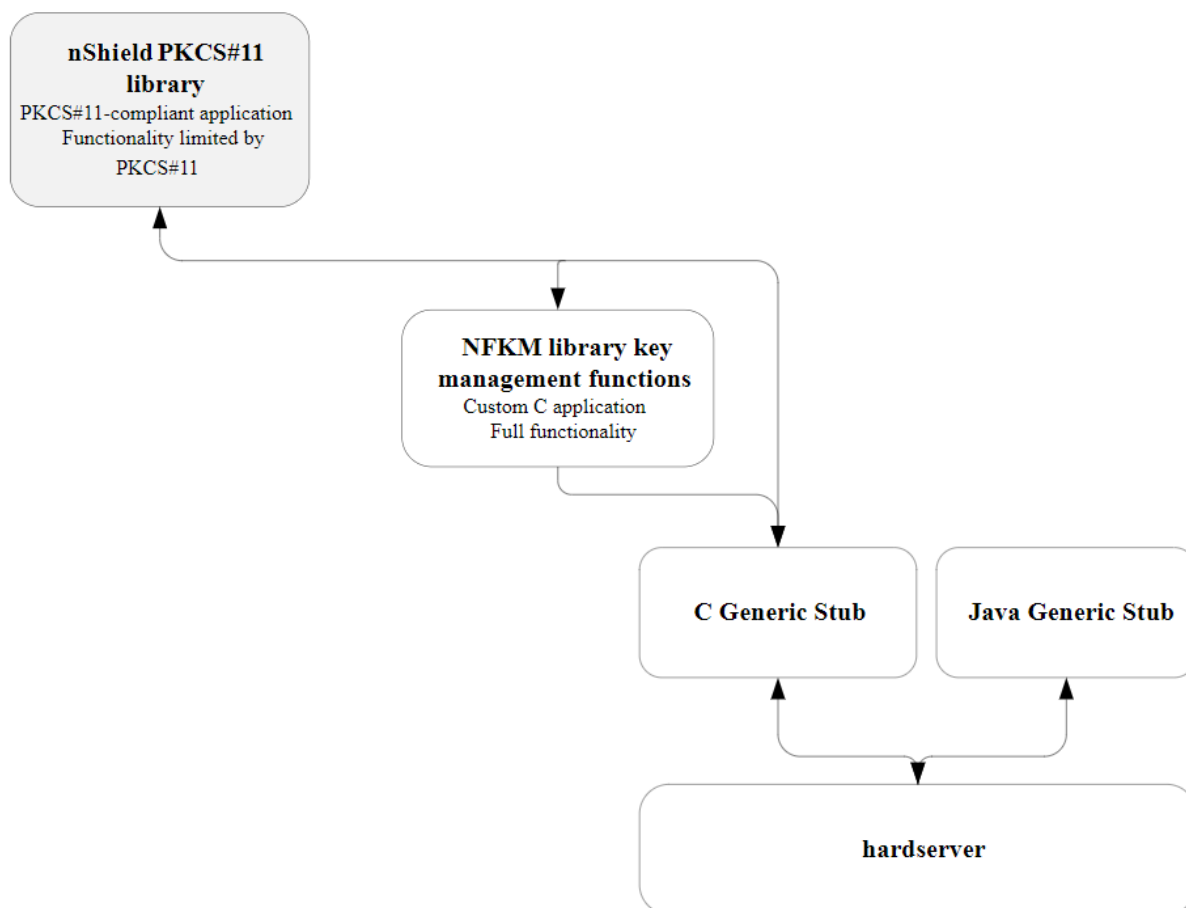 nShield PKCS#11
library
PKCS#11-compliant application
Functionality limited by
PKCS#11
NFKM library key
management functions
Custom C application
Full functionality
C Generic Stub
Java Generic Stub
hardserver